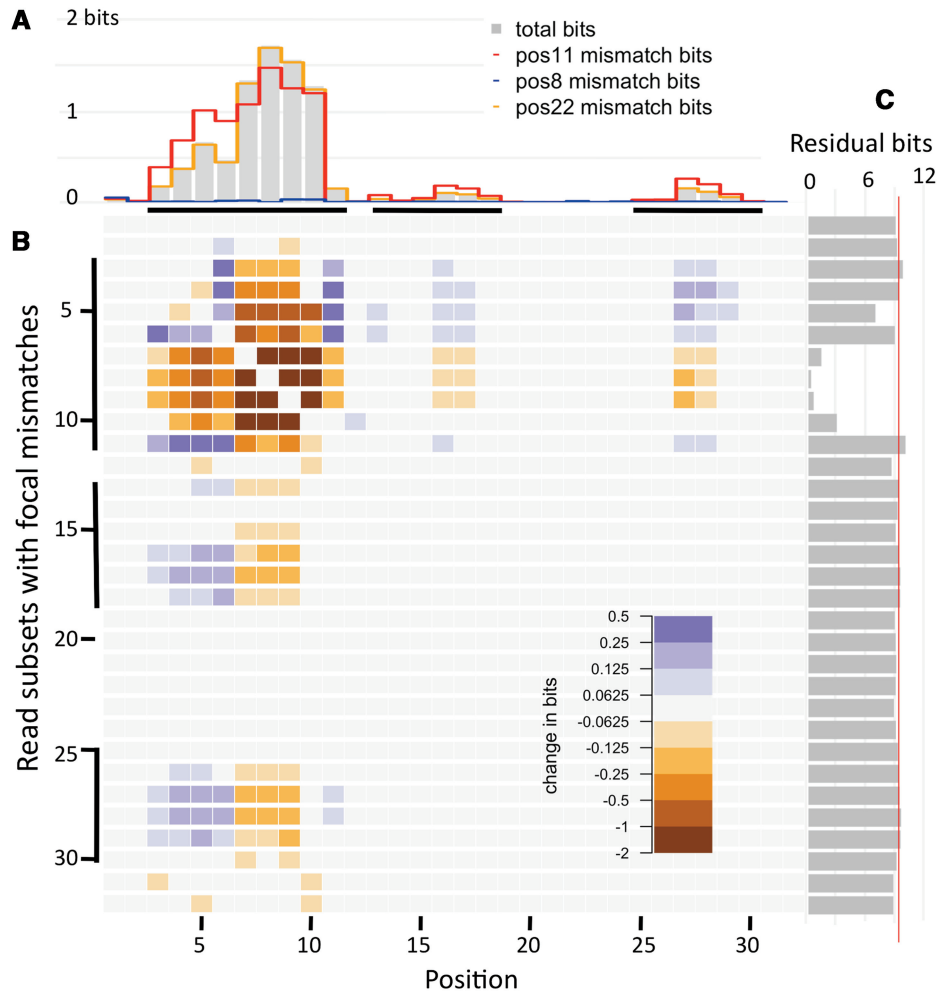 A
2 bits
1
0
total bits
pos11 mismatch bits
pos8 mismatch bits
pos22 mismatch bits
C
Residual bits
0 6 12
B
Read subsets with focal mismatches
5
10
15
20
25
30
change in bits
0.5
0.25
0.125
0.0625
-0.0625
-0.125
-0.25
-0.5
-1
-2
5 10 15 20 25 30
Position